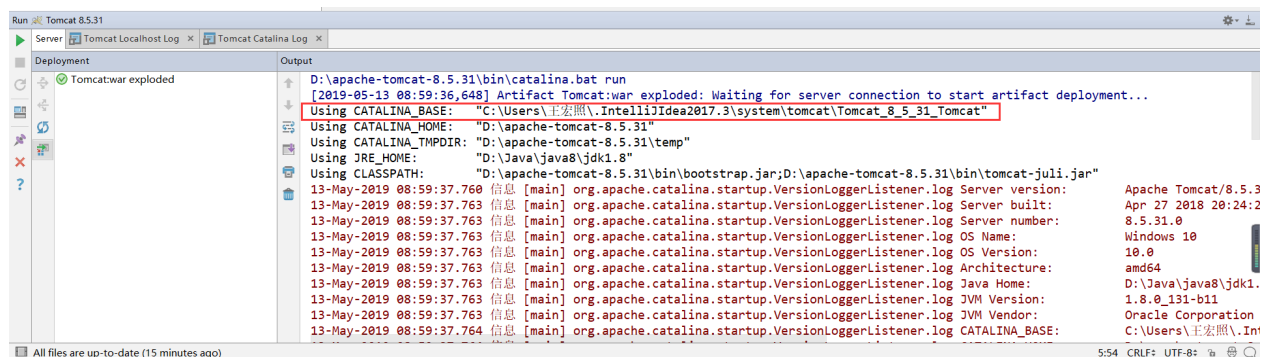 Run Tomcat 8.5.31
Server Tomcat Localhost Log × Tomcat Catalina Log ×
Deployment Output
Tomcat:war exploded
D:\apache-tomcat-8.5.31\bin\catalina.bat run
[2019-05-13 08:59:36,648] Artifact Tomcat:war exploded: Waiting for server connection to start artifact deployment...
Using CATALINA_BASE: "C:\Users\王宏照\.IntelliJIdea2017.3\system\tomcat\Tomcat_8_5_31_Tomcat"
Using CATALINA_HOME: "D:\apache-tomcat-8.5.31"
Using CATALINA_TMPDIR: "D:\apache-tomcat-8.5.31\temp"
Using JRE_HOME: "D:\Java\java8\jdk1.8"
Using CLASSPATH: "D:\apache-tomcat-8.5.31\bin\bootstrap.jar;D:\apache-tomcat-8.5.31\bin\tomcat-juli.jar"
13-May-2019 08:59:37.760 信息 [main] org.apache.catalina.startup.VersionLoggerListener.log Server version: Apache Tomcat/8.5.3
13-May-2019 08:59:37.763 信息 [main] org.apache.catalina.startup.VersionLoggerListener.log Server built: Apr 27 2018 20:24:2
13-May-2019 08:59:37.763 信息 [main] org.apache.catalina.startup.VersionLoggerListener.log Server number: 8.5.31.0
13-May-2019 08:59:37.763 信息 [main] org.apache.catalina.startup.VersionLoggerListener.log OS Name: Windows 10
13-May-2019 08:59:37.763 信息 [main] org.apache.catalina.startup.VersionLoggerListener.log OS Version: 10.0
13-May-2019 08:59:37.763 信息 [main] org.apache.catalina.startup.VersionLoggerListener.log Architecture: amd64
13-May-2019 08:59:37.763 信息 [main] org.apache.catalina.startup.VersionLoggerListener.log Java Home: D:\Java\java8\jdk1.
13-May-2019 08:59:37.763 信息 [main] org.apache.catalina.startup.VersionLoggerListener.log JVM Version: 1.8.0_131-b11
13-May-2019 08:59:37.763 信息 [main] org.apache.catalina.startup.VersionLoggerListener.log JVM Vendor: Oracle Corporation
13-May-2019 08:59:37.764 信息 [main] org.apache.catalina.startup.VersionLoggerListener.log CATALINA_BASE: C:\Users\王宏照\.Int
All files are up-to-date (15 minutes ago) 5:54 CRLF UTF-8